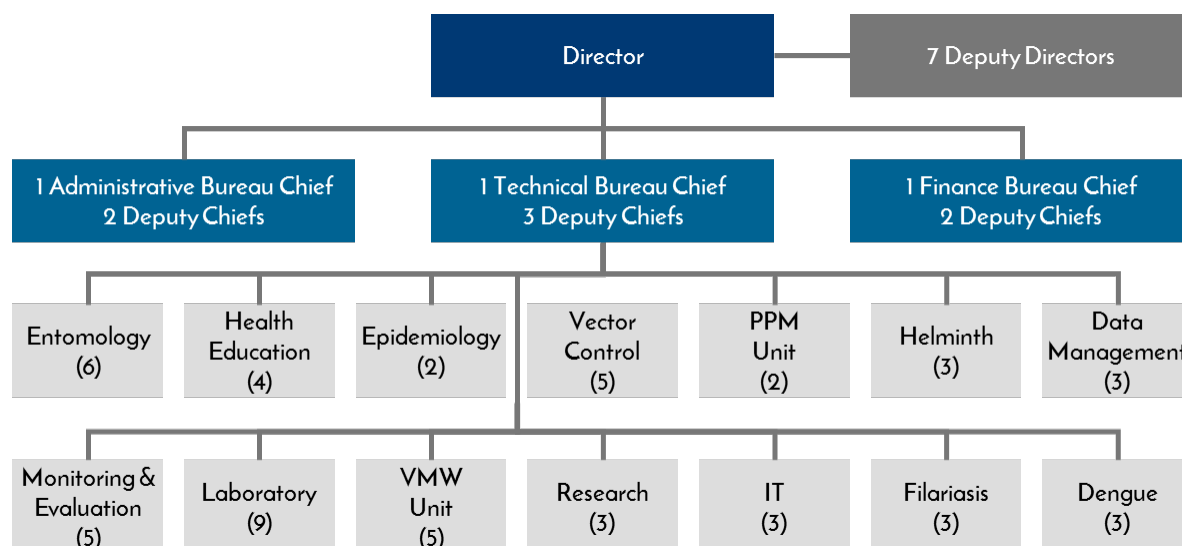 Director
7 Deputy Directors
1 Administrative Bureau Chief
2 Deputy Chiefs
1 Technical Bureau Chief
3 Deputy Chiefs
1 Finance Bureau Chief
2 Deputy Chiefs
Entomology
(6)
Health
Education
(4)
Epidemiology
(2)
Vector
Control
(5)
PPM
Unit
(2)
Helminth
(3)
Data
Management
(3)
Monitoring &
Evaluation
(5)
Laboratory
(9)
VMW
Unit
(5)
Research
(3)
IT
(3)
Filariasis
(3)
Dengue
(3)